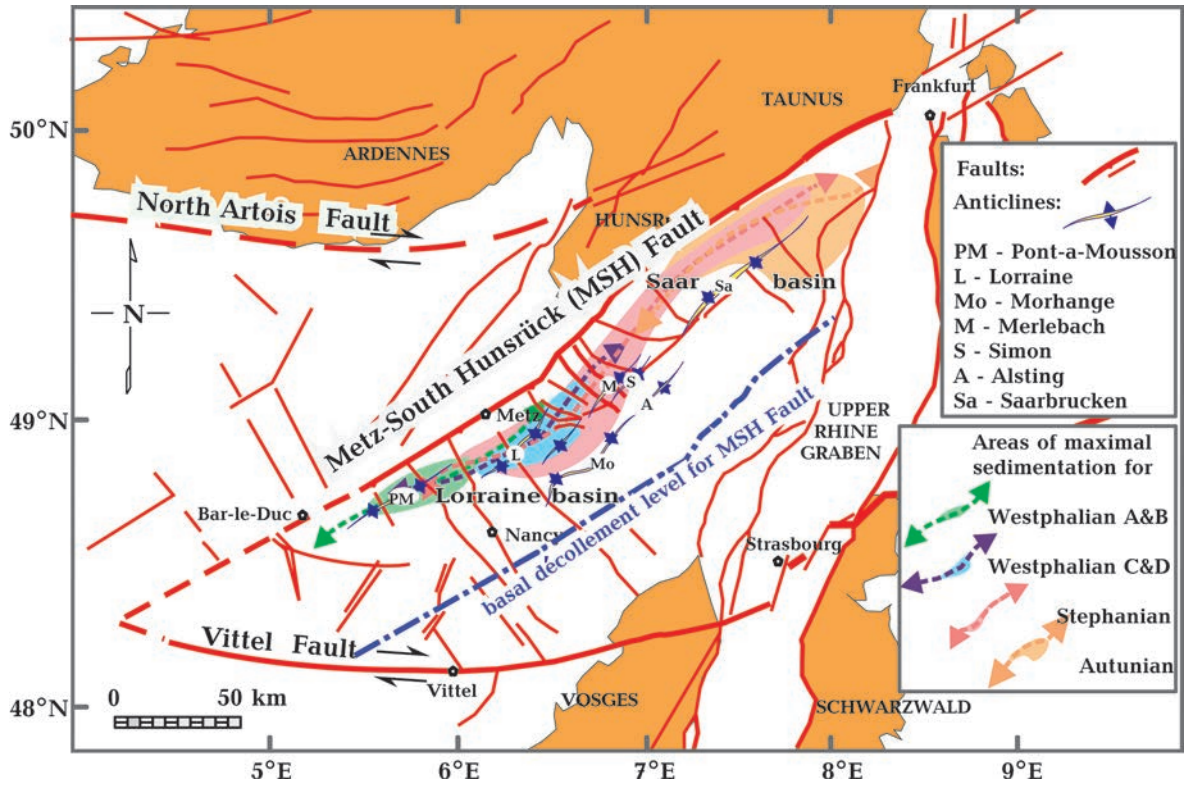 TAUNUS
Frankfurt
50°N
ARDENNES
North Artois Fault
HUNSR
Metz-South Hunsrück (MSH) Fault
Saar basin
Sa
N
M
S
A
49°N
Metz
L
Mo
PM
Lorraine basin
Bar-le-Duc
Nancy
UPPER
RHINE
GRABEN
Strasbourg
basal décollement level for MSH Fault
Vittel Fault
Vittel
0 50 km
48°N
VOSGES
SCHWARZWALD
5°E 6°E 7°E 8°E 9°E
Faults:
Anticlines:
PM - Pont-a-Mousson
L - Lorraine
Mo - Morhange
M - Merlebach
S - Simon
A - Alsting
Sa - Saarbrucken
Areas of maximal
sedimentation for
Westphalian A&B
Westphalian C&D
Stephanian
Autunian